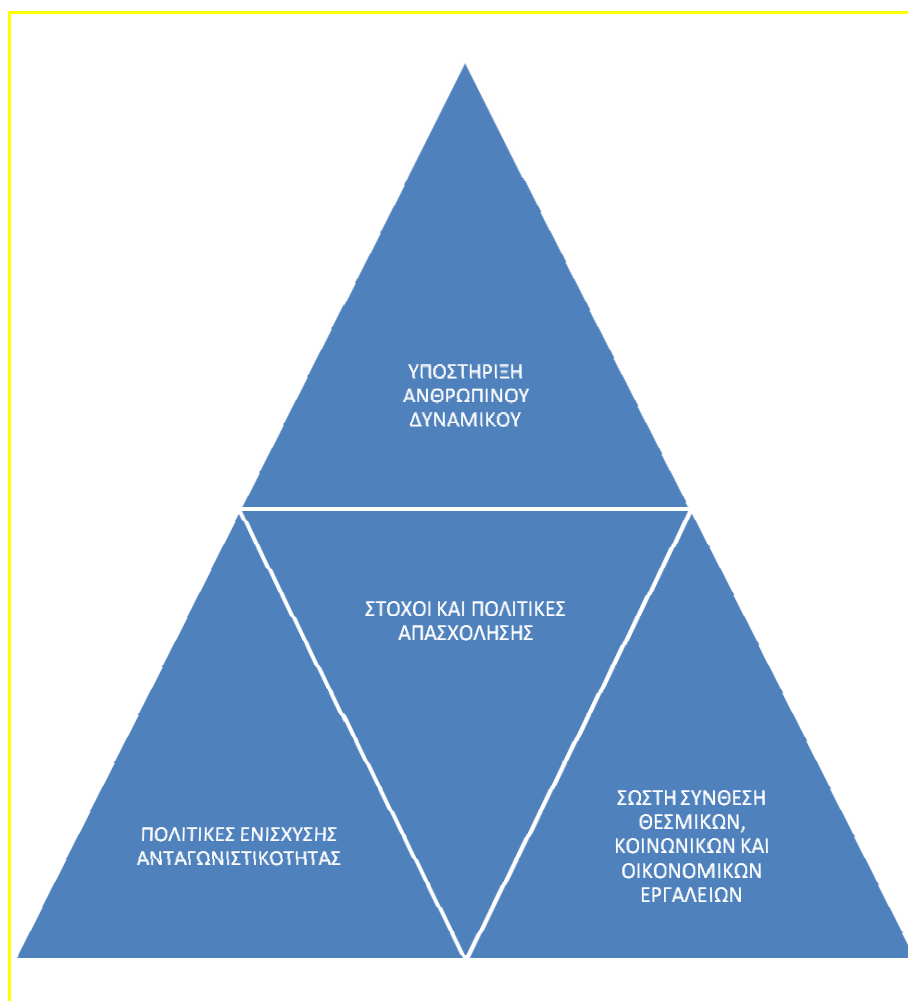 ΥΠΟΣΤΗΡΙΞΗ
ΑΝΘΡΩΠΙΝΟΥ
ΔΥΝΑΜΙΚΟΥ
ΣΤΟΧΟΙ ΚΑΙ ΠΟΛΙΤΙΚΕΣ
ΑΠΑΣΧΟΛΗΣΗΣ
ΠΟΛΙΤΙΚΕΣ ΕΝΙΣΧΥΣΗΣ
ΑΝΤΑΓΩΝΙΣΤΙΚΟΤΗΤΑΣ
ΣΩΣΤΗ ΣΥΝΘΕΣΗ
ΘΕΣΜΙΚΩΝ,
ΚΟΙΝΩΝΙΚΩΝ ΚΑΙ
ΟΙΚΟΝΟΜΙΚΩΝ
ΕΡΓΑΛΕΙΩΝ